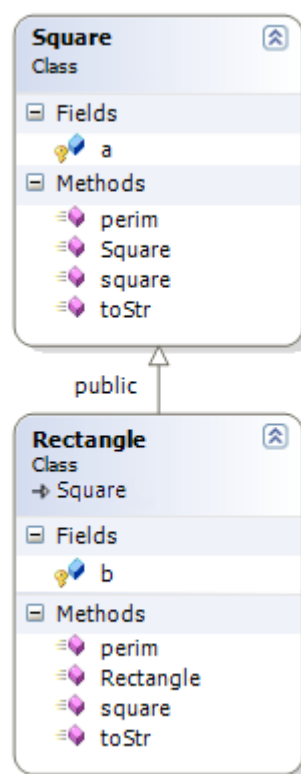 Square
Class
Fields
a
Methods
perim
Square
square
toStr
public
Rectangle
Class
Square
Fields
b
Methods
perim
Rectangle
square
toStr